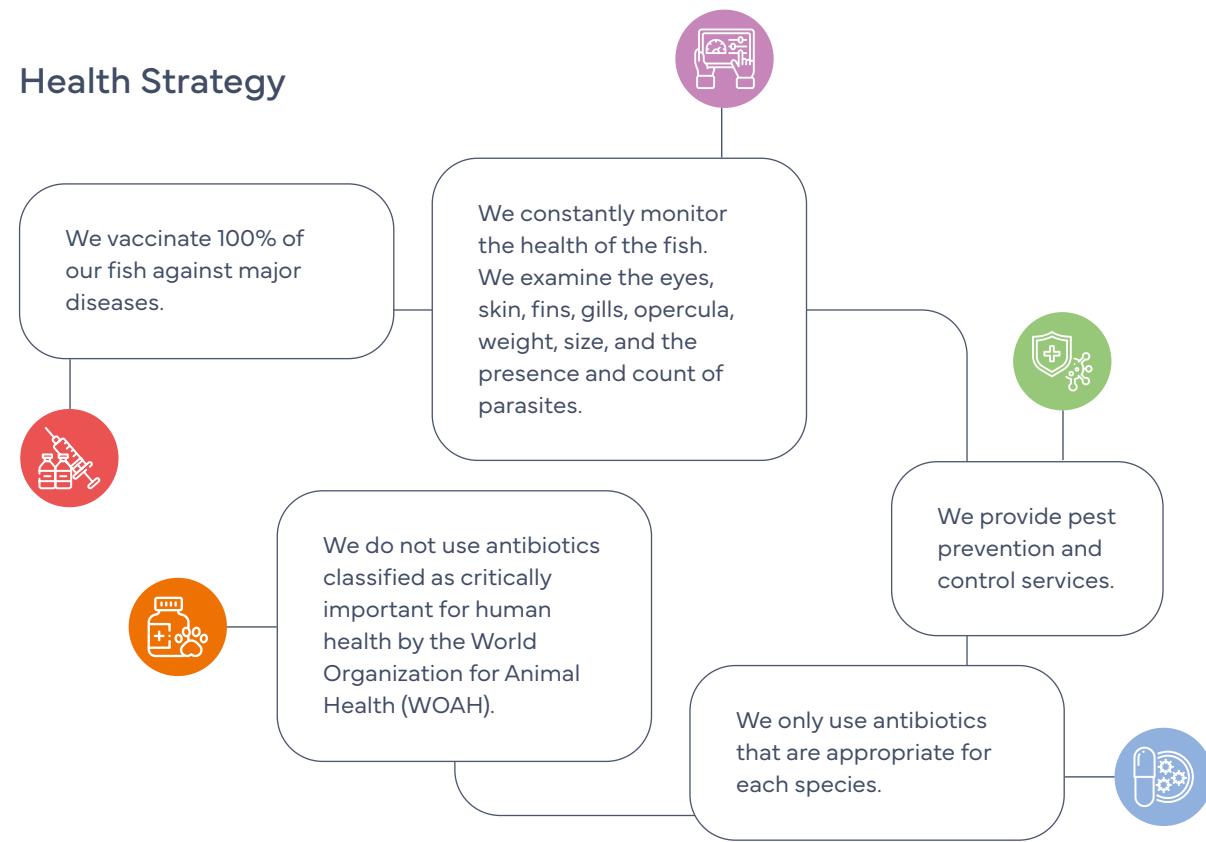 Health Strategy
We vaccinate 100% of
our fish against major
diseases.
We constantly monitor
the health of the fish.
We examine the eyes,
skin, fins, gills, opercula,
weight, size, and the
presence and count of
parasites.
We provide pest
prevention and
control services.
We only use antibiotics
that are appropriate for
each species.
We do not use antibiotics
classified as critically
important for human
health by the World
Organization for Animal
Health (WOAH).